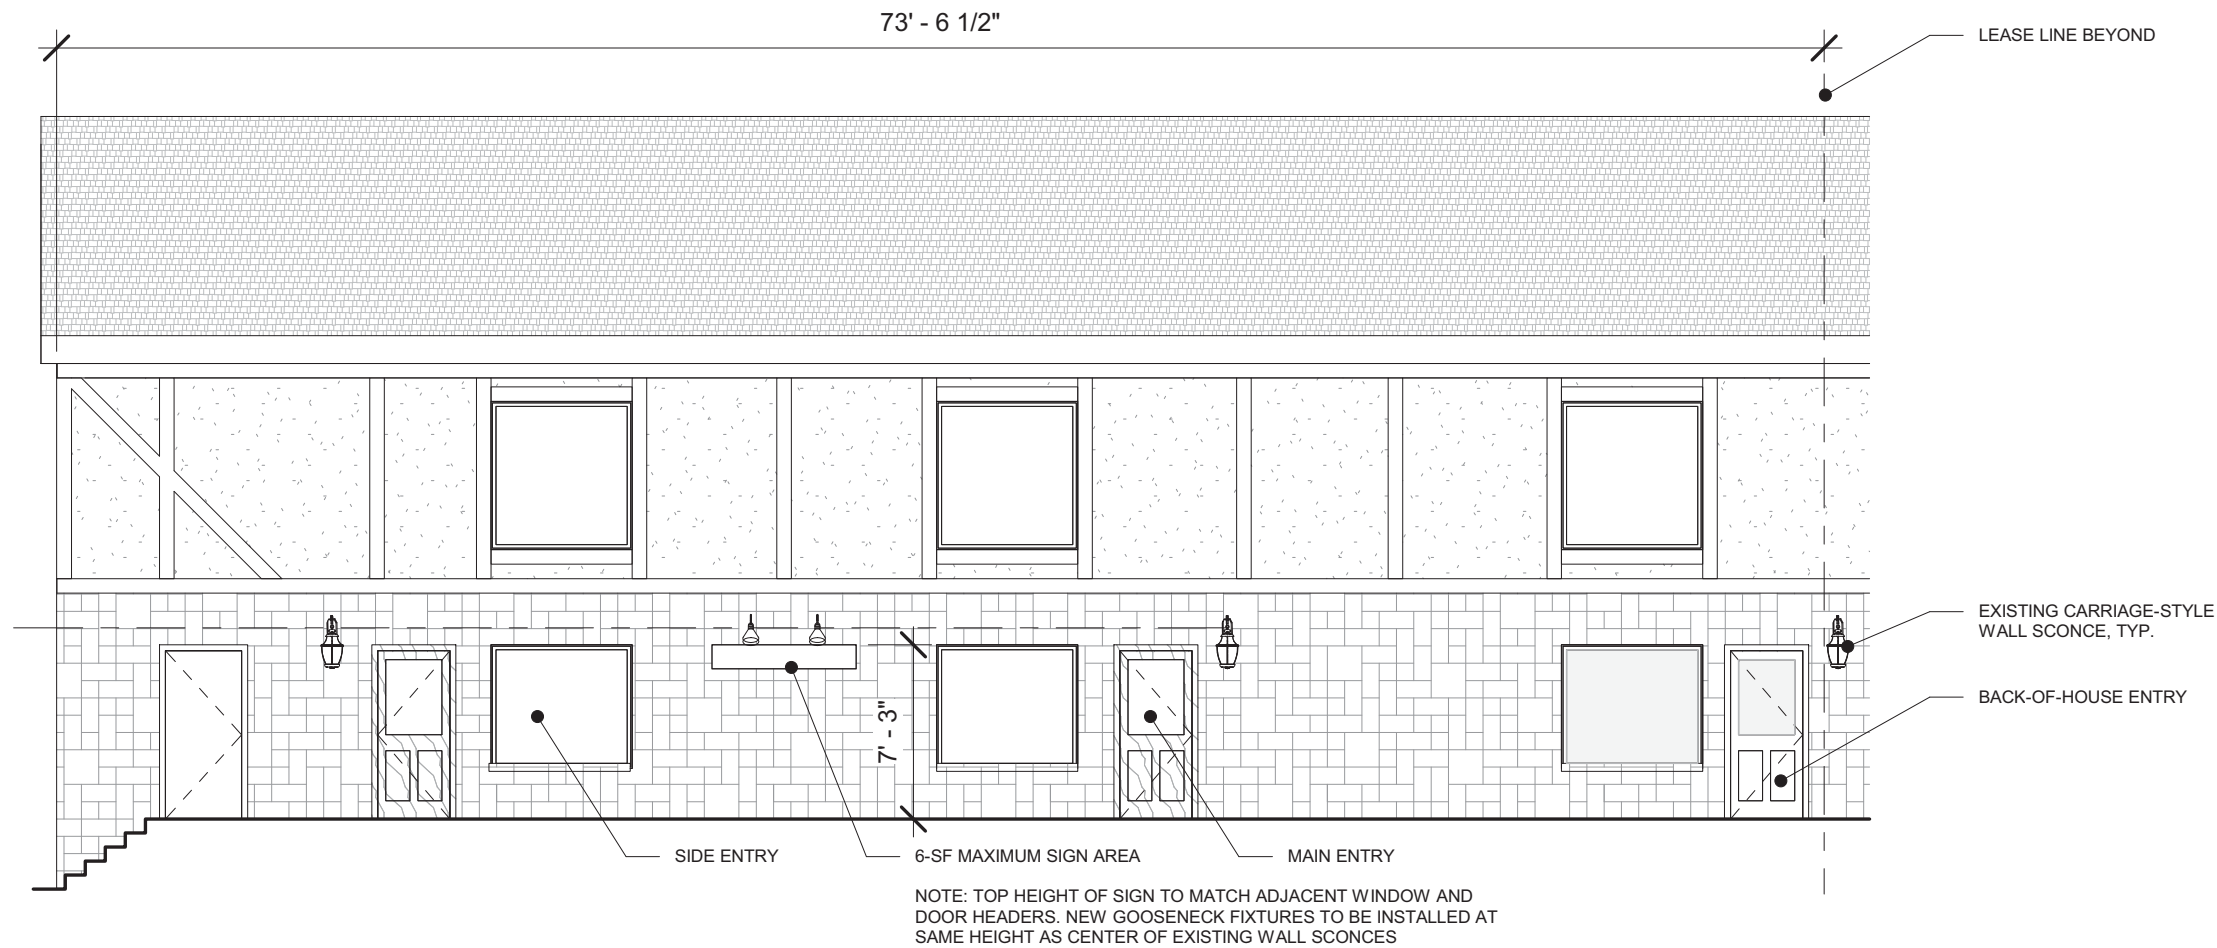 73' - 6 1/2"
LEASE LINE BEYOND
EXISTING CARRIAGE-STYLE
WALL SCONCE, TYP.
BACK-OF-HOUSE ENTRY
7' - 3"
SIDE ENTRY
6-SF MAXIMUM SIGN AREA
MAIN ENTRY
NOTE: TOP HEIGHT OF SIGN TO MATCH ADJACENT WINDOW AND
DOOR HEADERS. NEW GOOSENECK FIXTURES TO BE INSTALLED AT
SAME HEIGHT AS CENTER OF EXISTING WALL SCONCES